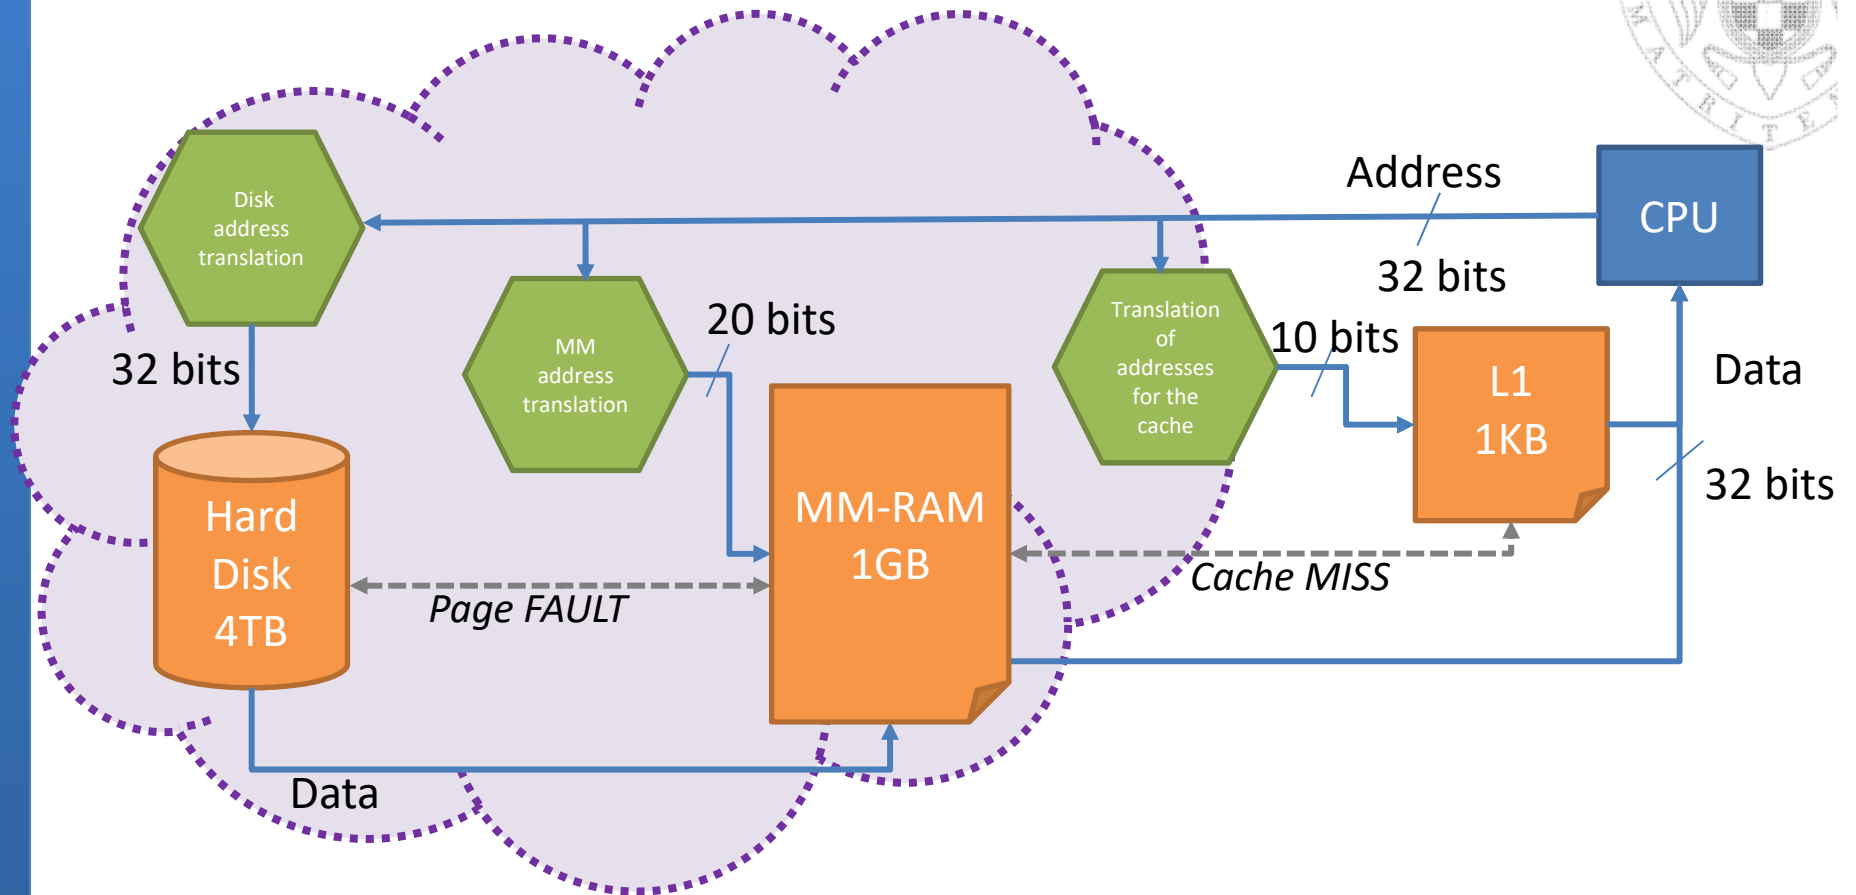 Address
CPU
32 bits
Disk
address
translation
32 bits
MM
address
translation
20 bits
Translation
of
addresses
for the
cache
10 bits
L1
1KB
Data
32 bits
Hard
Disk
4TB
MM-RAM
1GB
Page FAULT
Cache MISS
Data